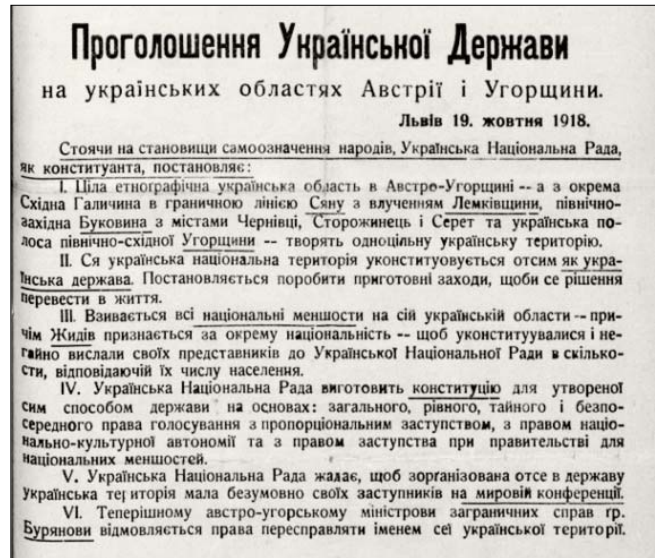 Проголошення Української Держави
на українських областях Австрії і Угорщини.
Львів 19. жовтня 1918.
Стоячи на становищи самоозначення народів, Українська Національна Рада,
як конституанта, постановляє:
I. Ціла етноґрафічна українська область в Австро-Угорщині -- а з окрема
Східна Галичина в граничною лінією Сяну з влученням Лемківщини, північно-
західна Буковина з містами Чернівці, Сторожинець і Серет та українська по-
лоса північно-східної Угорщини -- творять одноцільну українську територію.
II. Ся українська національна територія уконституовується отсим як укра-
їнська держава. Постановляється поробити приготовні заходи, щоби се рішення
перевести в життя.
III. Взивається всі національні меншости на сій українській области -- при-
чім Жидів признається за окрему національність -- щоб уконституувалися і не-
гайно вислали своїх представників до Української Національної Ради в скілько-
сти, відповідаючій їх числу населення.
IV. Українська Національна Рада виготовить конституцію для утвореної
сим способом держави на основах: загального, рівного, тайного і безпо-
середного права голосування з пропорціональним заступством, з правом націо-
нально-культурної автономії та з правом заступства при правительстві для
національних меншостей.
V. Українська Національна Рада жадає, щоб зорґанізована отсе в державу
Українська територія мала безумовно своїх заступників на мировій конференції.
VI. Теперішному австро-угорському міністрови заграничних справ ґр.
Бурянови відмовляється права пересправляти іменем сеї української території.